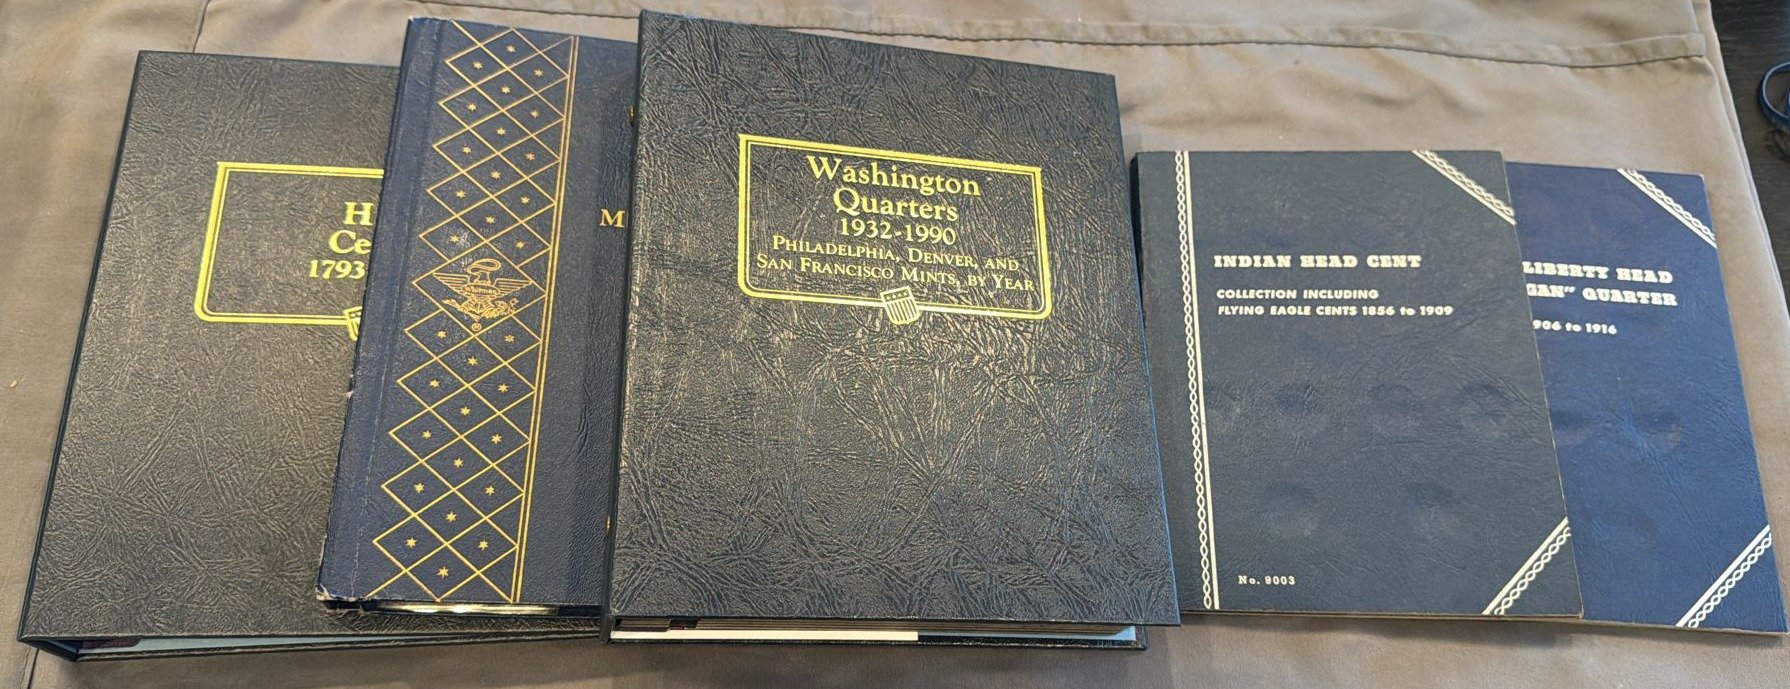 H
Ce
1793
Whitman
®
M
Washington
Quarters
1932-1990
Philadelphia, Denver, and
San Francisco Mints, by Year
INDIAN HEAD CENT
COLLECTION INCLUDING
FLYING EAGLE CENTS 1856 to 1909
No. 9003
LIBERTY HEAD
GAN" QUARTER
906 to 1916